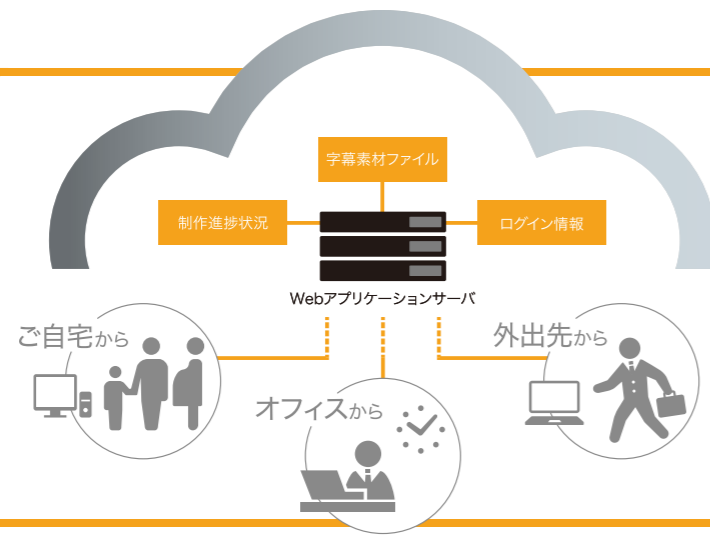 字幕素材ファイル
制作進捗状況
ログイン情報
Webアプリケーションサーバ
ご自宅から
外出先から
オフィスから